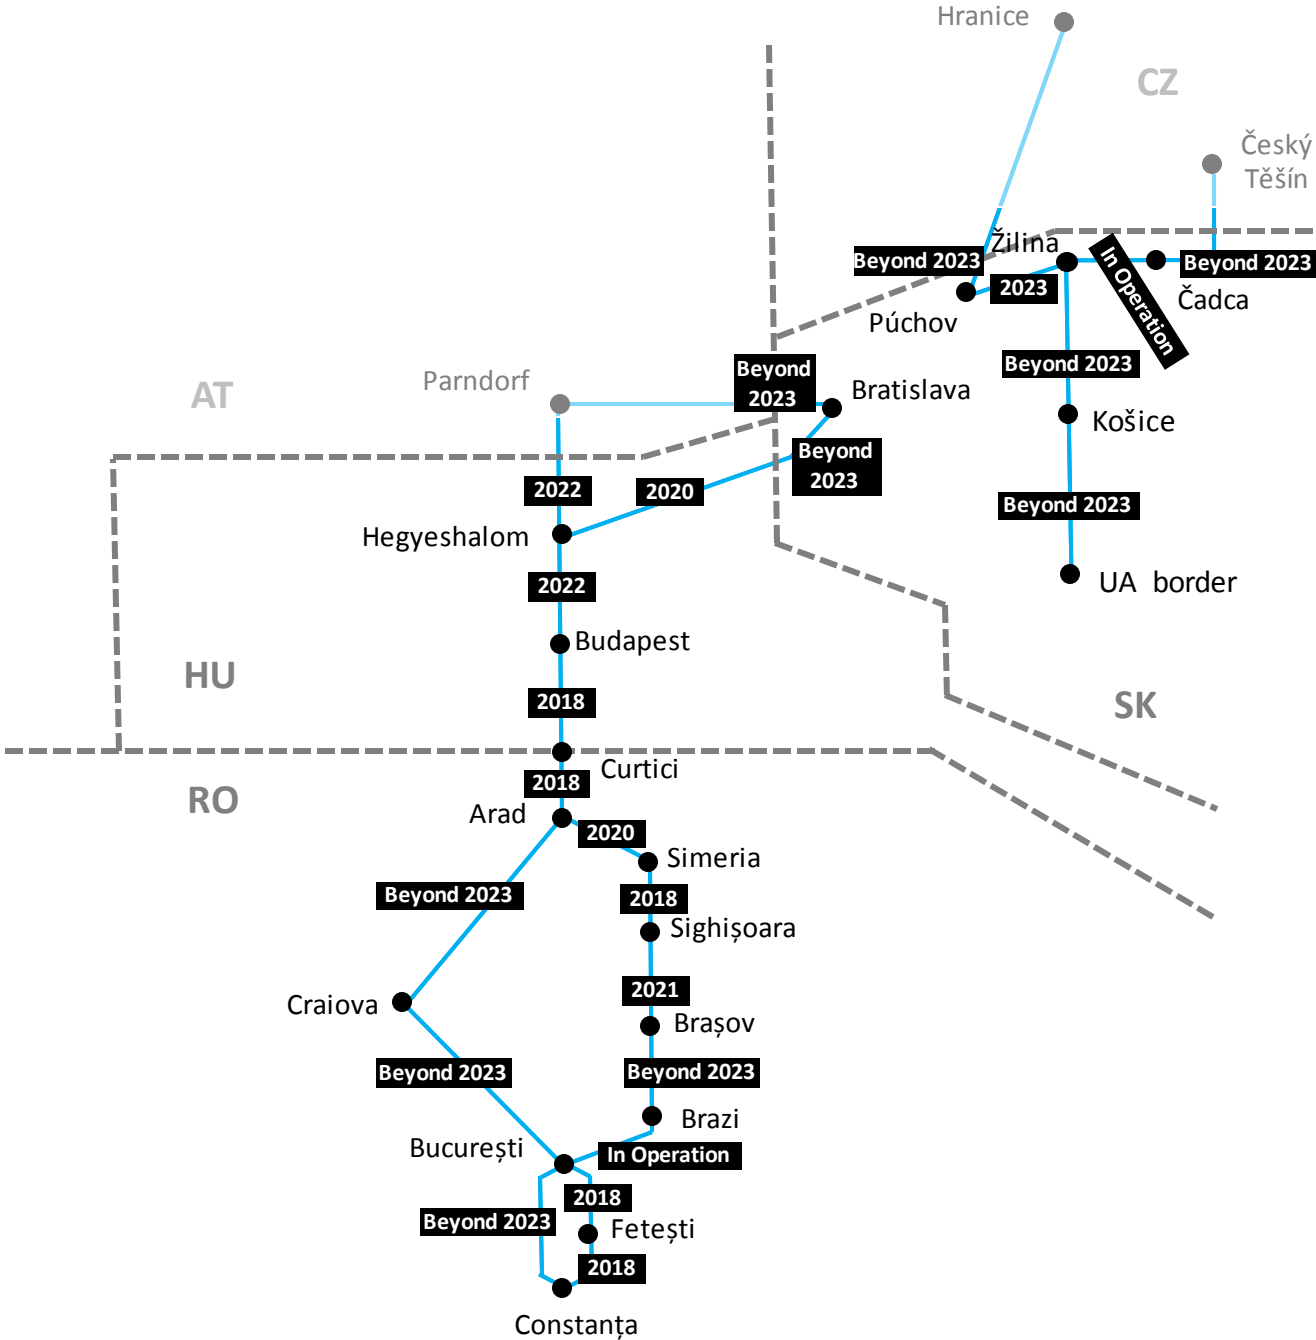 Hranice
CZ
Český
Těšín
Žilina
Beyond 2023
In Operation
Beyond 2023
2023
Čadca
Púchov
Beyond 2023
Beyond
2023
Parndorf
AT
Bratislava
Košice
Beyond
2023
2022
2020
Beyond 2023
Hegyeshalom
2022
UA border
Budapest
HU
2018
SK
Curtici
2018
RO
Arad
2020
Simeria
Beyond 2023
2018
Sighișoara
2021
Craiova
Brașov
Beyond 2023
Beyond 2023
Brazi
București
In Operation
2018
Beyond 2023
Fetești
2018
Constanța